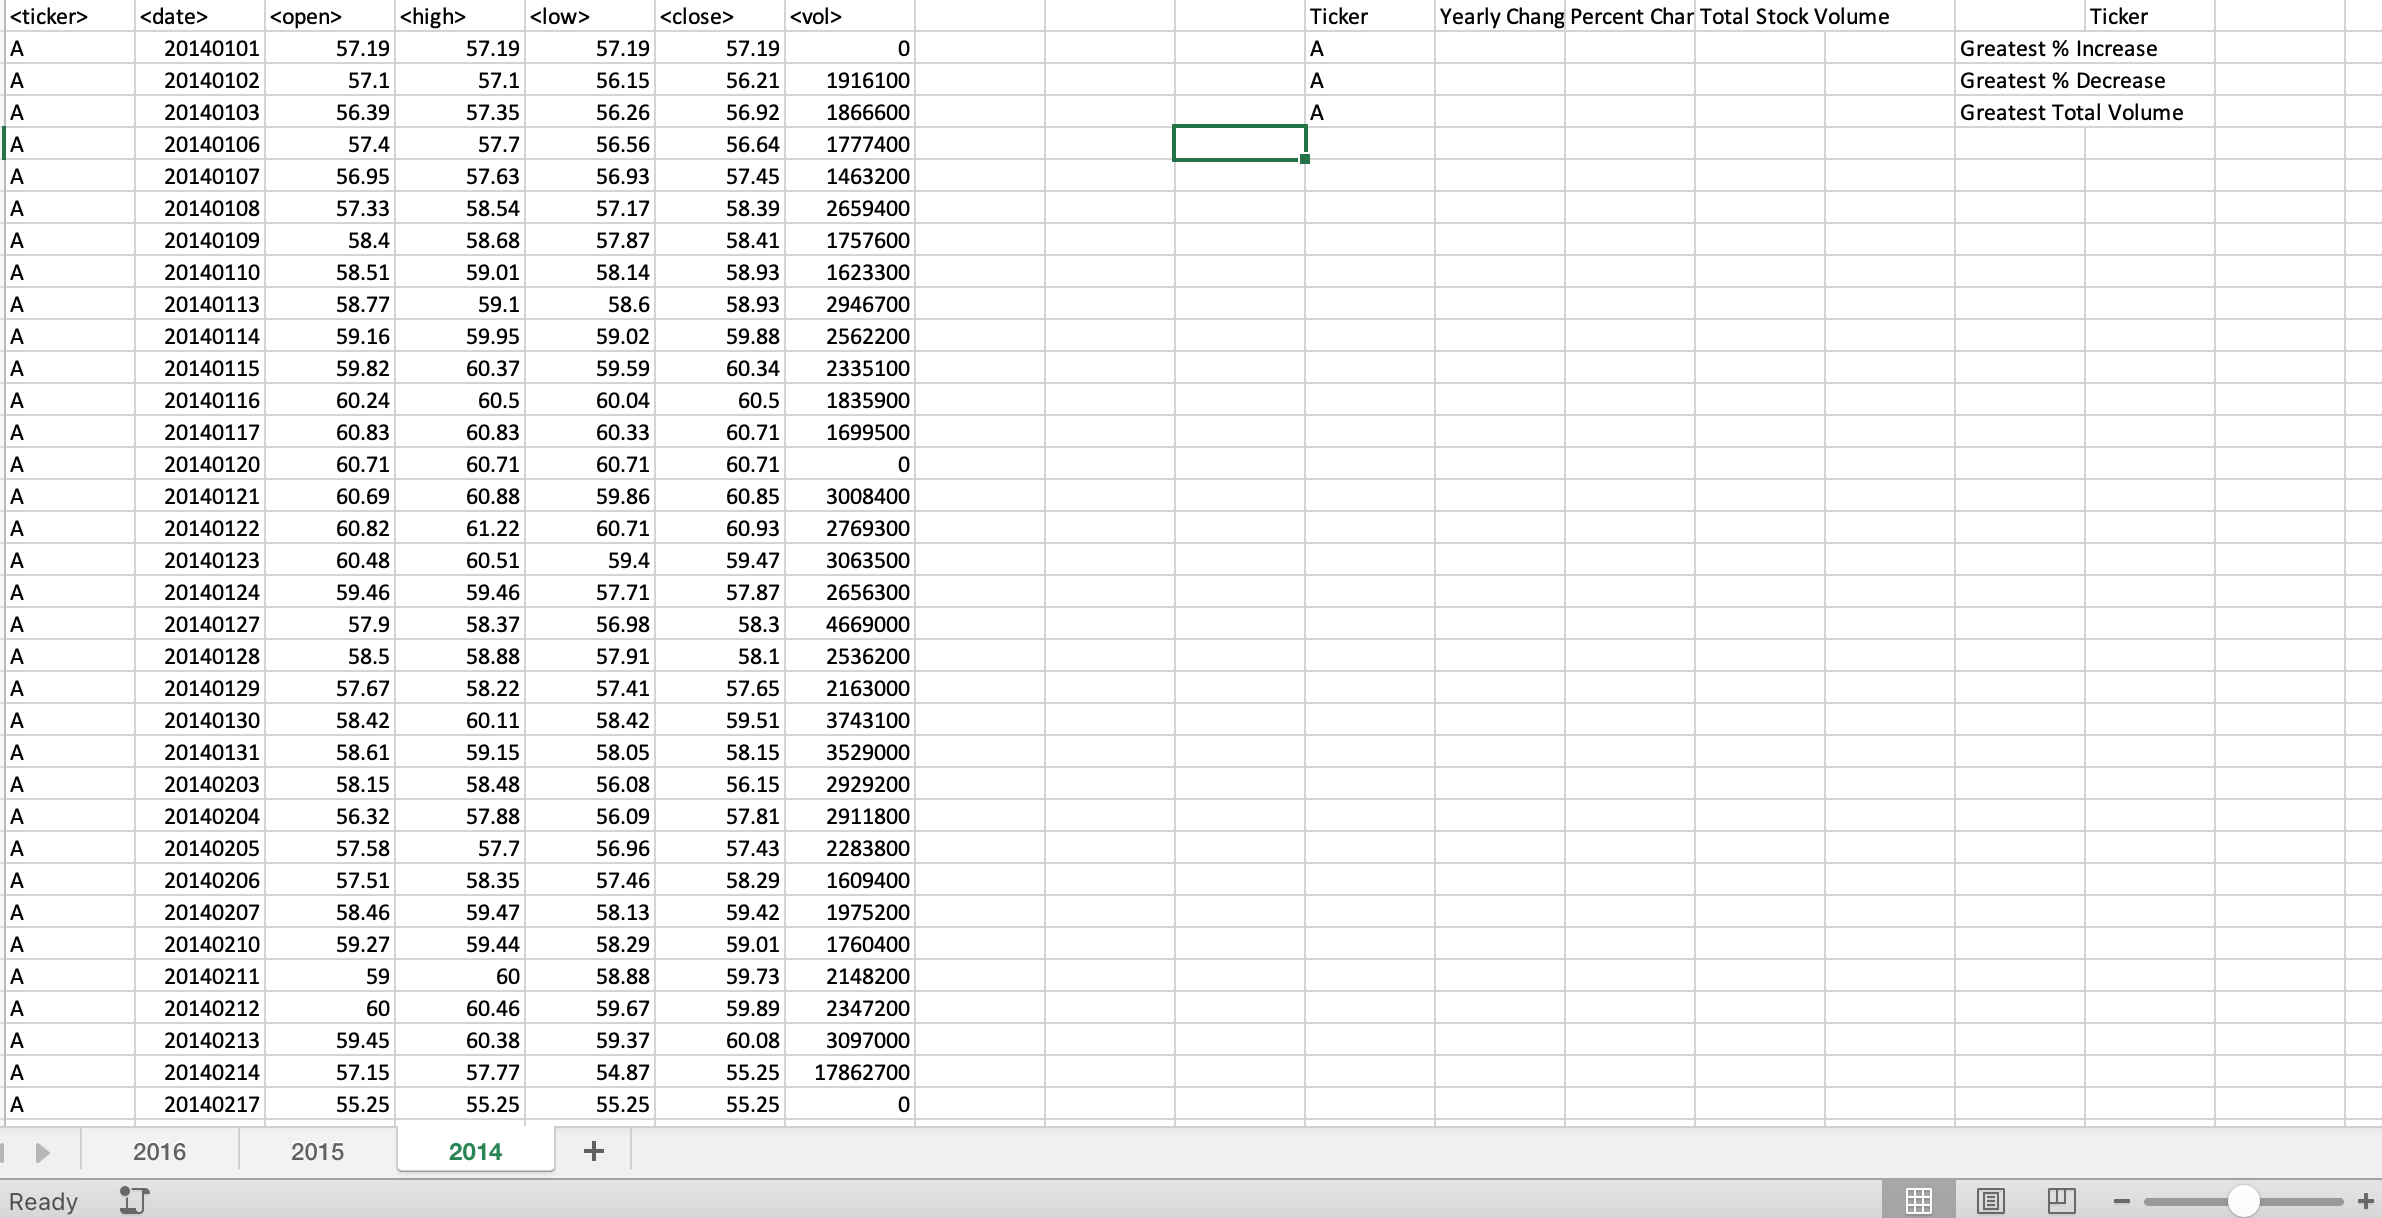 <ticker> <date> <open> <high> <low> <close> <vol> Ticker Yearly Chang Percent Char Total Stock Volume Ticker
A 20140101 57.19 57.19 57.19 57.19 0 A Greatest % Increase
A 20140102 57.1 57.1 56.15 56.21 1916100 A Greatest % Decrease
A 20140103 56.39 57.35 56.26 56.92 1866600 A Greatest Total Volume
A 20140106 57.4 57.7 56.56 56.64 1777400
A 20140107 56.95 57.63 56.93 57.45 1463200
A 20140108 57.33 58.54 57.17 58.39 2659400
A 20140109 58.4 58.68 57.87 58.41 1757600
A 20140110 58.51 59.01 58.14 58.93 1623300
A 20140113 58.77 59.1 58.6 58.93 2946700
A 20140114 59.16 59.95 59.02 59.88 2562200
A 20140115 59.82 60.37 59.59 60.34 2335100
A 20140116 60.24 60.5 60.04 60.5 1835900
A 20140117 60.83 60.83 60.33 60.71 1699500
A 20140120 60.71 60.71 60.71 60.71 0
A 20140121 60.69 60.88 59.86 60.85 3008400
A 20140122 60.82 61.22 60.71 60.93 2769300
A 20140123 60.48 60.51 59.4 59.47 3063500
A 20140124 59.46 59.46 57.71 57.87 2656300
A 20140127 57.9 58.37 56.98 58.3 4669000
A 20140128 58.5 58.88 57.91 58.1 2536200
A 20140129 57.67 58.22 57.41 57.65 2163000
A 20140130 58.42 60.11 58.42 59.51 3743100
A 20140131 58.61 59.15 58.05 58.15 3529000
A 20140203 58.15 58.48 56.08 56.15 2929200
A 20140204 56.32 57.88 56.09 57.81 2911800
A 20140205 57.58 57.7 56.96 57.43 2283800
A 20140206 57.51 58.35 57.46 58.29 1609400
A 20140207 58.46 59.47 58.13 59.42 1975200
A 20140210 59.27 59.44 58.29 59.01 1760400
A 20140211 59 60 58.88 59.73 2148200
A 20140212 60 60.46 59.67 59.89 2347200
A 20140213 59.45 60.38 59.37 60.08 3097000
A 20140214 57.15 57.77 54.87 55.25 17862700
A 20140217 55.25 55.25 55.25 55.25 0
2016 2015 2014 +
Ready